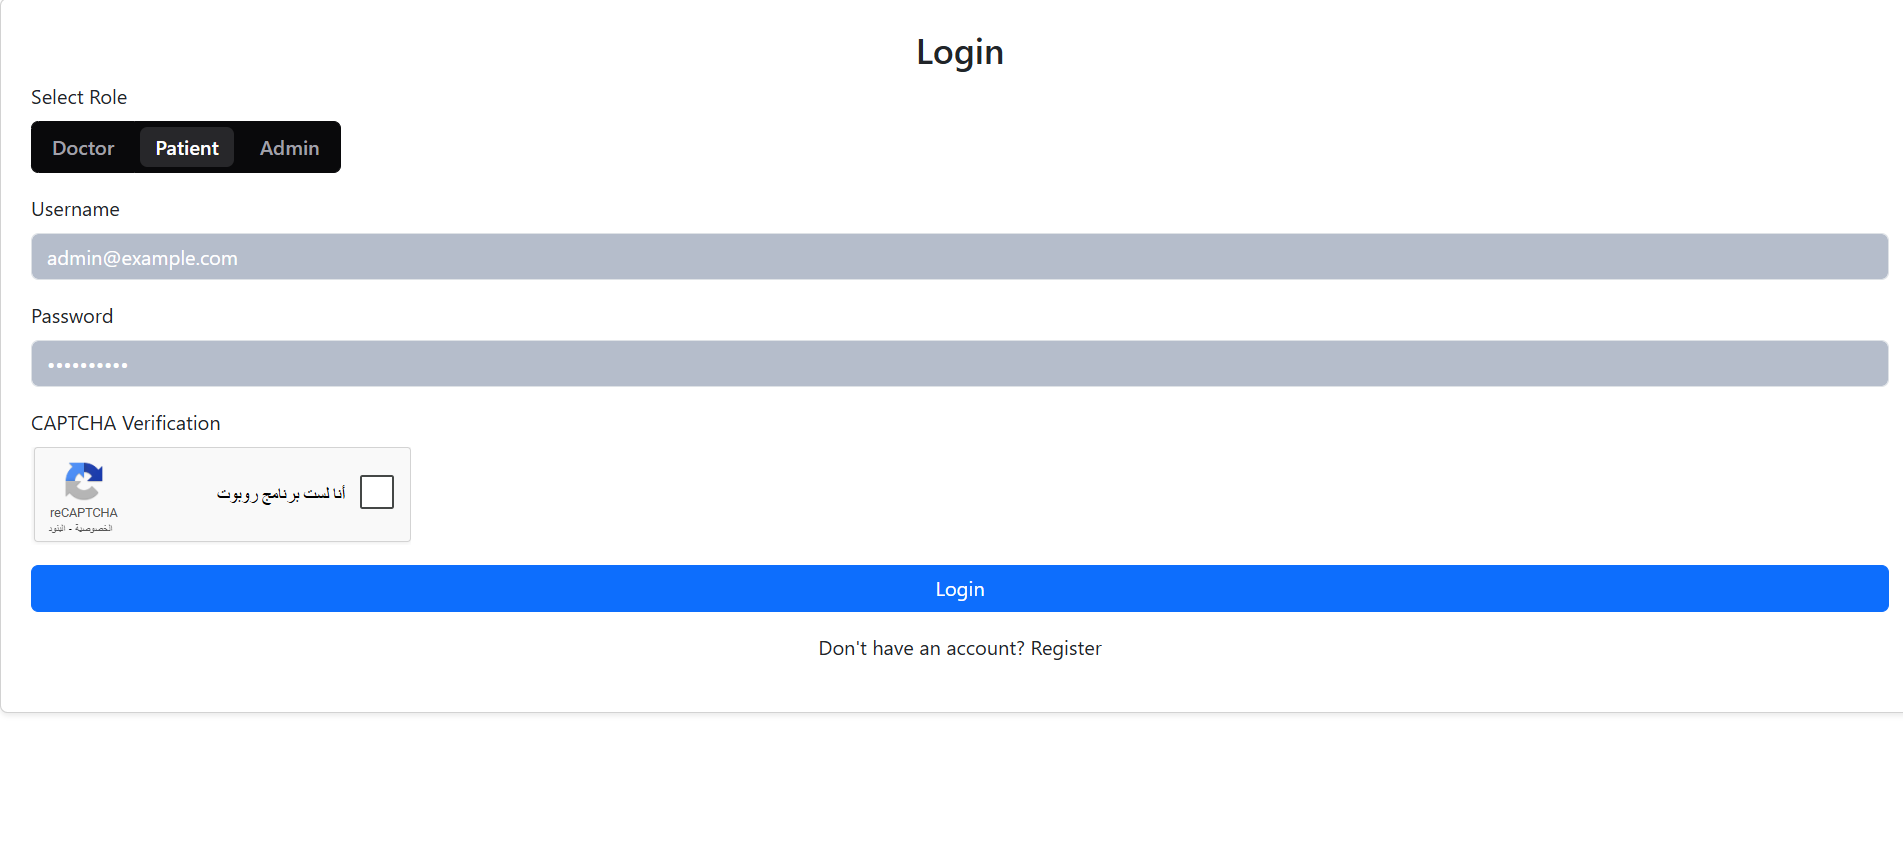 Login
Select Role
Doctor Patient Admin
Username
admin@example.com
Password
••••••••••
CAPTCHA Verification
أنا لست برنامج روبوت
reCAPTCHA
الخصوصية - البنود
Login
Don't have an account? Register